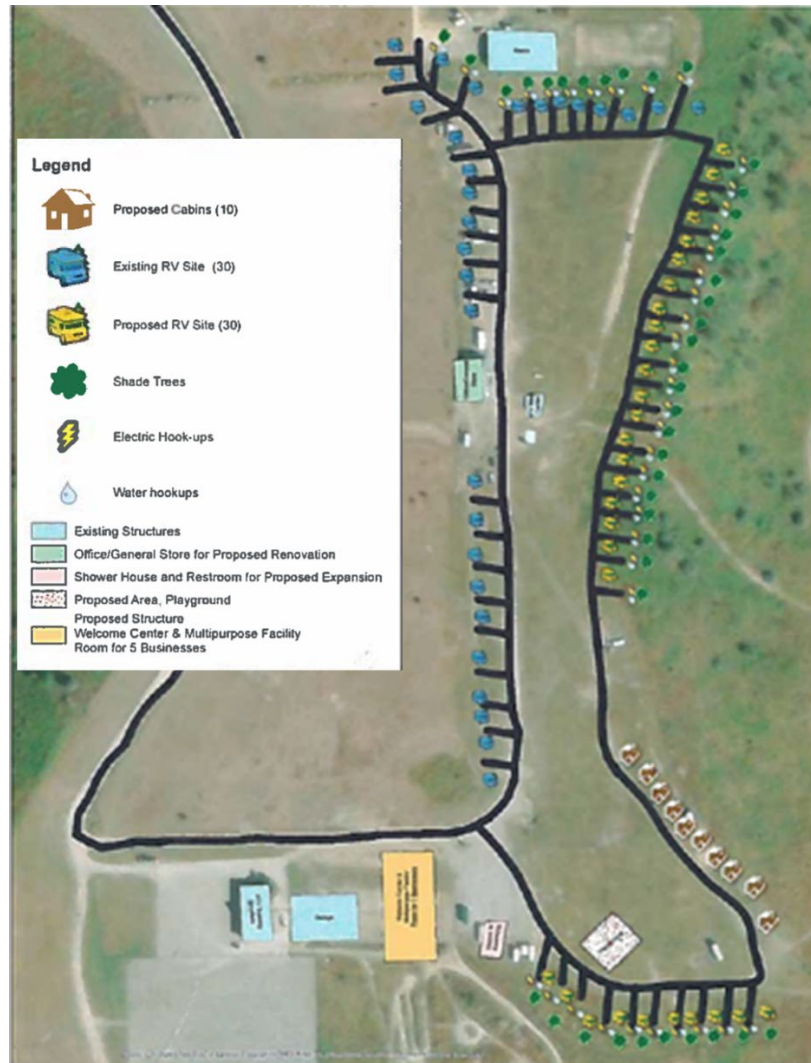 Legend
Proposed Cabins (10)
Existing RV Site (30)
Proposed RV Site (30)
Shade Trees
Electric Hook-ups
Water hookups
Existing Structures
Office/General Store for Proposed Renovation
Shower House and Restroom for Proposed Expansion
Proposed Area, Playground
Proposed Structure
Welcome Center & Multipurpose Facility
Room for 5 Businesses